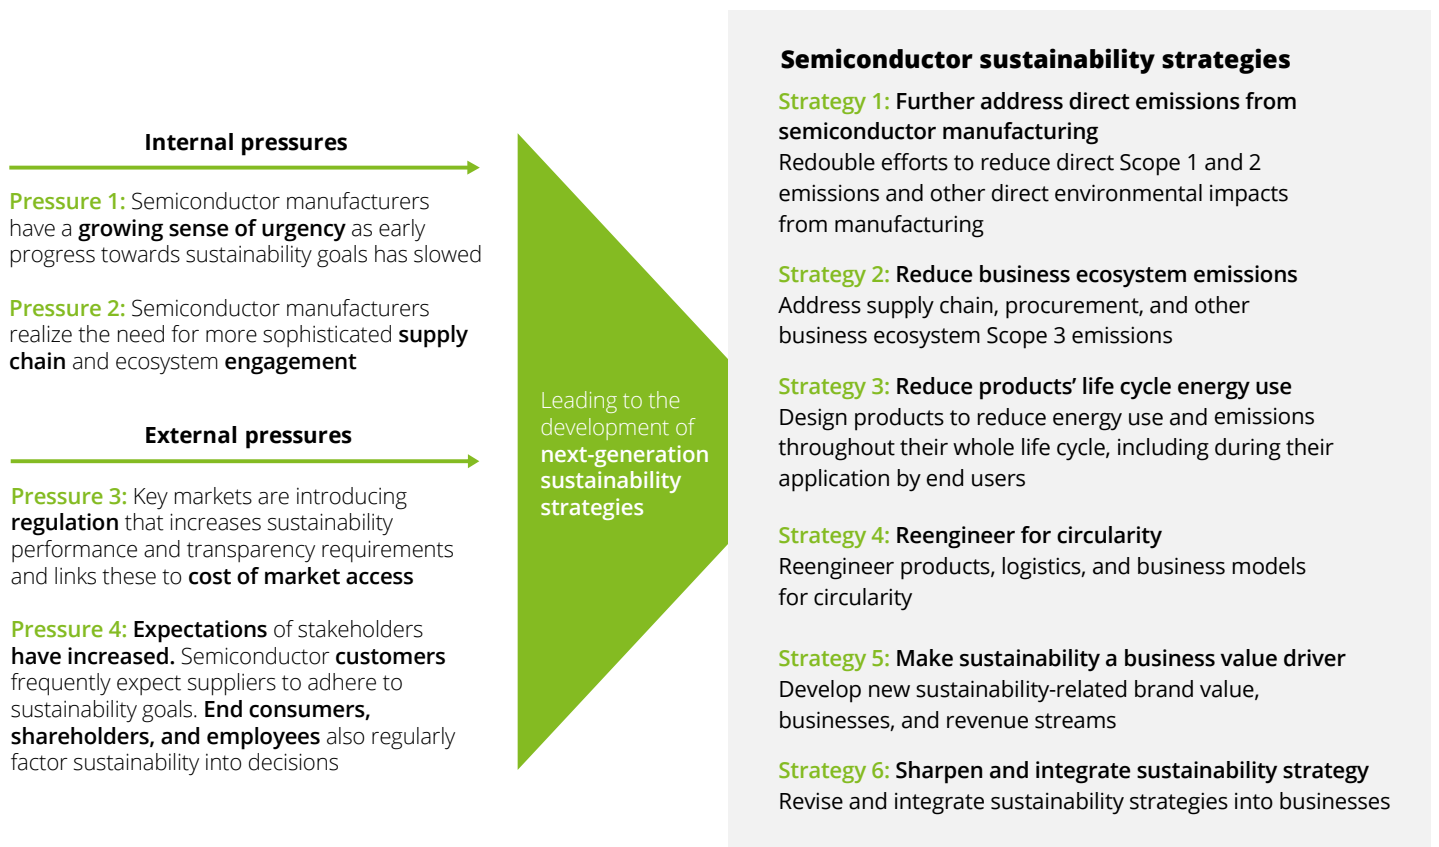 Internal pressures
Pressure 1: Semiconductor manufacturers
have a growing sense of urgency as early
progress towards sustainability goals has slowed
Pressure 2: Semiconductor manufacturers
realize the need for more sophisticated supply
chain and ecosystem engagement
External pressures
Pressure 3: Key markets are introducing
regulation that increases sustainability
performance and transparency requirements
and links these to cost of market access
Pressure 4: Expectations of stakeholders
have increased. Semiconductor customers
frequently expect suppliers to adhere to
sustainability goals. End consumers,
shareholders, and employees also regularly
factor sustainability into decisions
Leading to the
development of
next-generation
sustainability
strategies
Semiconductor sustainability strategies
Strategy 1: Further address direct emissions from
semiconductor manufacturing
Redouble efforts to reduce direct Scope 1 and 2
emissions and other direct environmental impacts
from manufacturing
Strategy 2: Reduce business ecosystem emissions
Address supply chain, procurement, and other
business ecosystem Scope 3 emissions
Strategy 3: Reduce products’ life cycle energy use
Design products to reduce energy use and emissions
throughout their whole life cycle, including during their
application by end users
Strategy 4: Reengineer for circularity
Reengineer products, logistics, and business models
for circularity
Strategy 5: Make sustainability a business value driver
Develop new sustainability-related brand value,
businesses, and revenue streams
Strategy 6: Sharpen and integrate sustainability strategy
Revise and integrate sustainability strategies into businesses